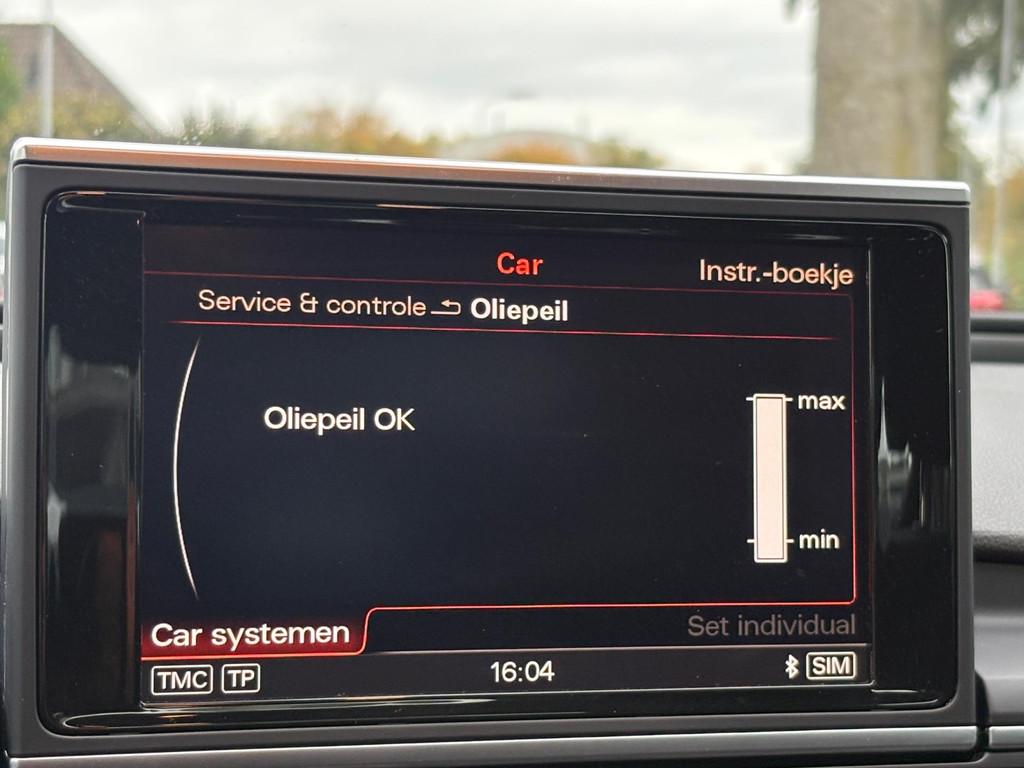 Car
Instr.-boekje
Service & controle Oliepeil
Oliepeil OK
max
min
Car systemen
Set individual
TMC TP 16:04 SIM